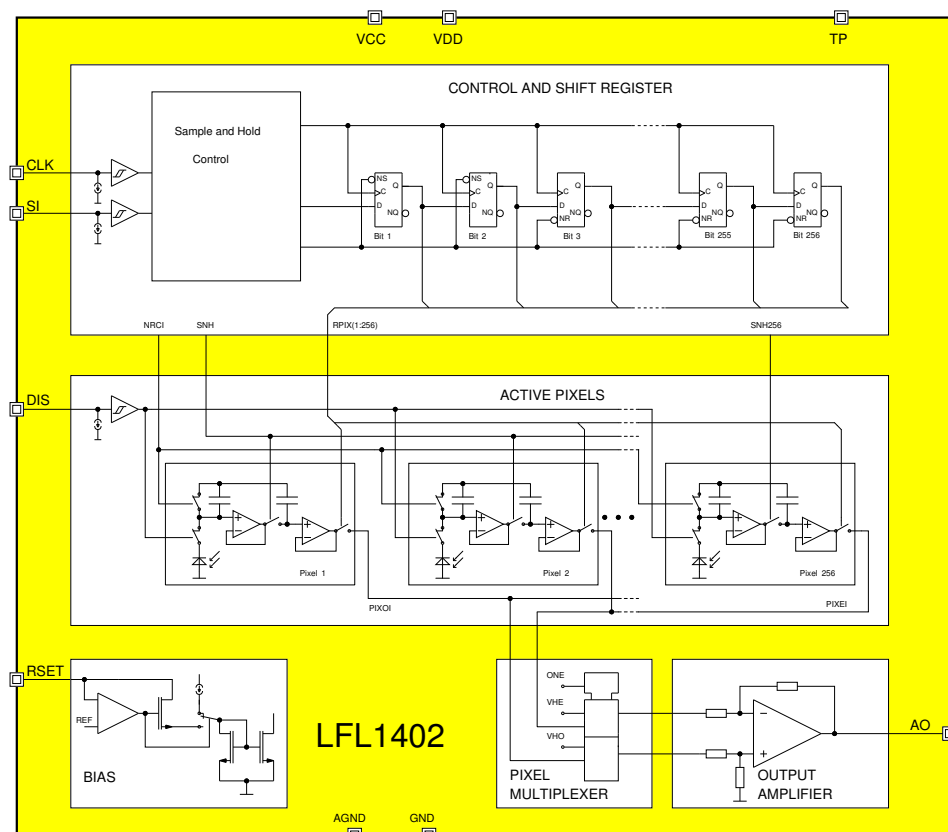 VCC VDD TP
CONTROL AND SHIFT REGISTER
Sample and Hold
Control
CLK
SI
NS Q C D NQ Bit 1
NS Q C D NQ Bit 2
Q C D NQ NR Bit 3
Q C D NQ NR Bit 255
Q C D NQ NR Bit 256
NRCI SNH RPIX(1:256) SNH256
DIS
ACTIVE PIXELS
Pixel 1 Pixel 2 Pixel 256
PIXOI PIXEI
RSET
REF
BIAS
LFL1402
ONE
VHE
VHO
PIXEL
MULTIPLEXER
OUTPUT
AMPLIFIER
AO
AGND GND